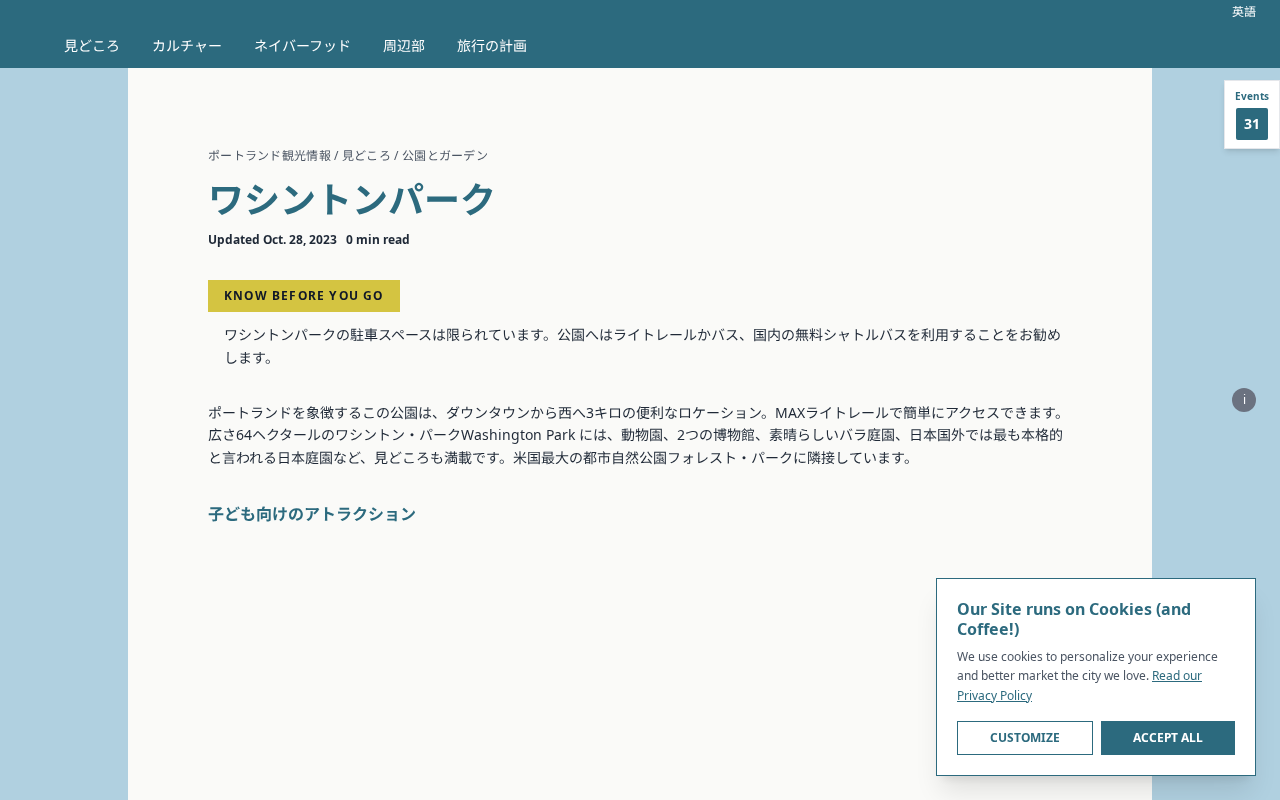 英語
見どころ カルチャー ネイバーフッド 周辺部 旅行の計画
Events
31
ポートランド観光情報 / 見どころ / 公園とガーデン
ワシントンパーク
Updated Oct. 28, 2023 0 min read
KNOW BEFORE YOU GO
ワシントンパークの駐車スペースは限られています。公園へはライトレールかバス、国内の無料シャトルバスを利用することをお勧め
します。
ポートランドを象徴するこの公園は、ダウンタウンから西へ3キロの便利なロケーション。MAXライトレールで簡単にアクセスできます。
広さ64ヘクタールのワシントン・パークWashington Park には、動物園、2つの博物館、素晴らしいバラ庭園、日本国外では最も本格的
と言われる日本庭園など、見どころも満載です。米国最大の都市自然公園フォレスト・パークに隣接しています。
子ども向けのアトラクション
i
Our Site runs on Cookies (and
Coffee!)
We use cookies to personalize your experience
and better market the city we love. Read our
Privacy Policy
CUSTOMIZE ACCEPT ALL